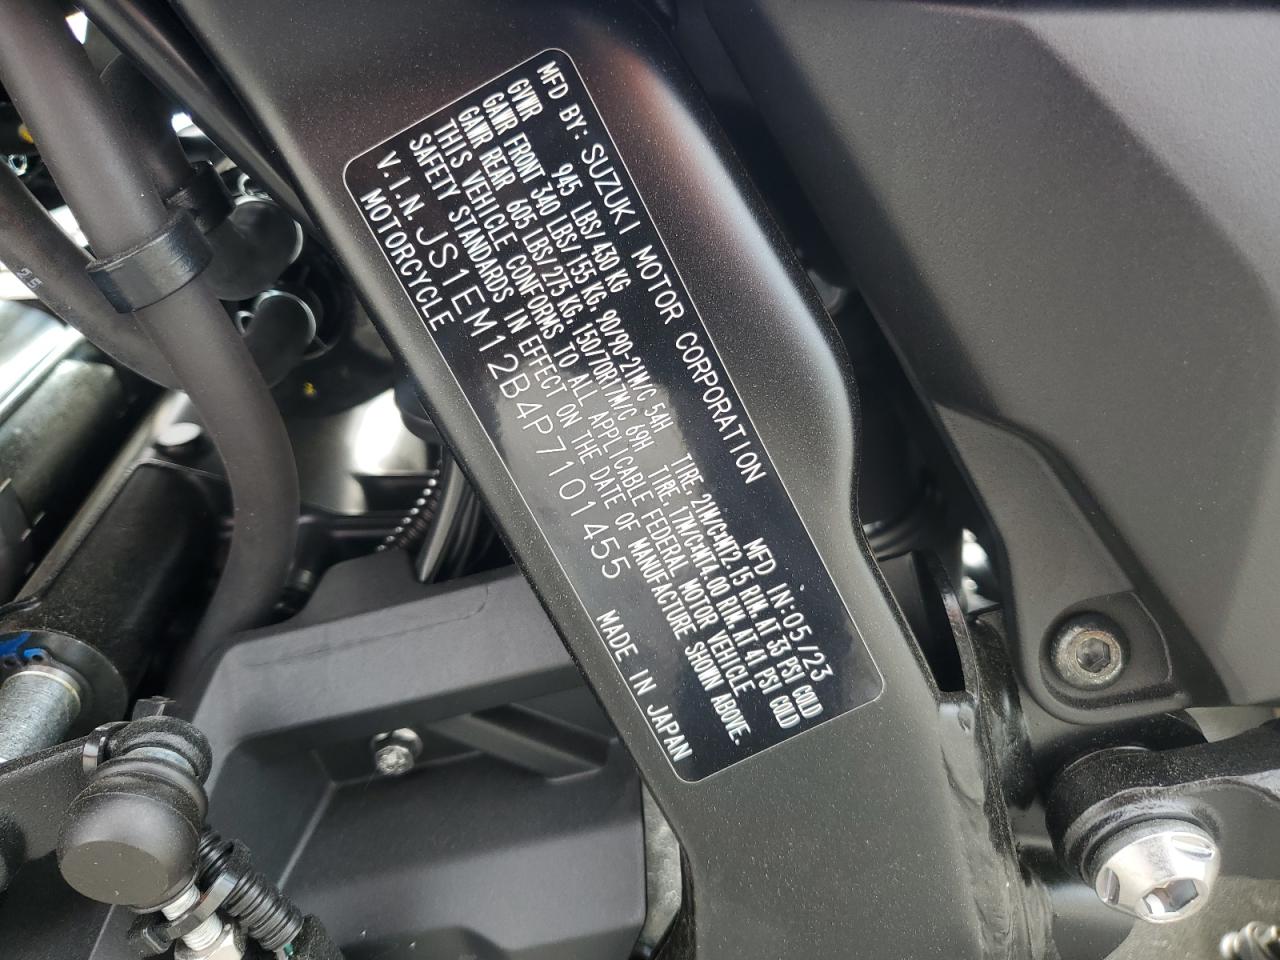 MFD BY: SUZUKI MOTOR CORPORATION MFD IN:05/23
GVWR 945 LBS/430 KG
GAWR FRONT 340 LBS/155 KG, 90/90-21M/C 54H TIRE, 21M/CxMT2.15 RIM, AT 33 PSI COLD
GAWR REAR 605 LBS/275 KG, 150/70R17M/C 69H TIRE, 17M/CxMT4.00 RIM, AT 41 PSI COLD
THIS VEHICLE CONFORMS TO ALL APPLICABLE FEDERAL MOTOR VEHICLE
SAFETY STANDARDS IN EFFECT ON THE DATE OF MANUFACTURE SHOWN ABOVE.
V.I.N. JS1EM12B4P7101455 MADE IN JAPAN
MOTORCYCLE